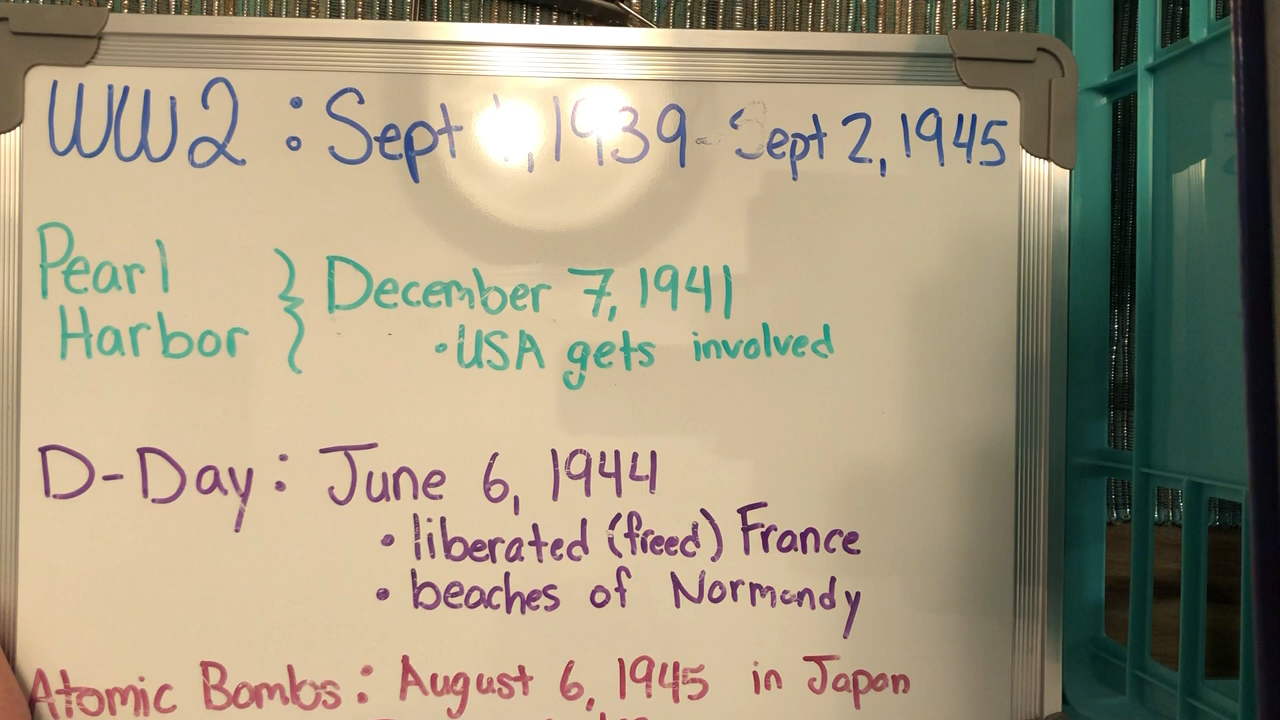 WW2 : Sept 1, 1939 - Sept 2, 1945
Pearl Harbor } December 7, 1941
• USA gets involved
D-Day : June 6, 1944
• liberated (freed) France
• beaches of Normandy
Atomic Bombs : August 6, 1945 in Japan